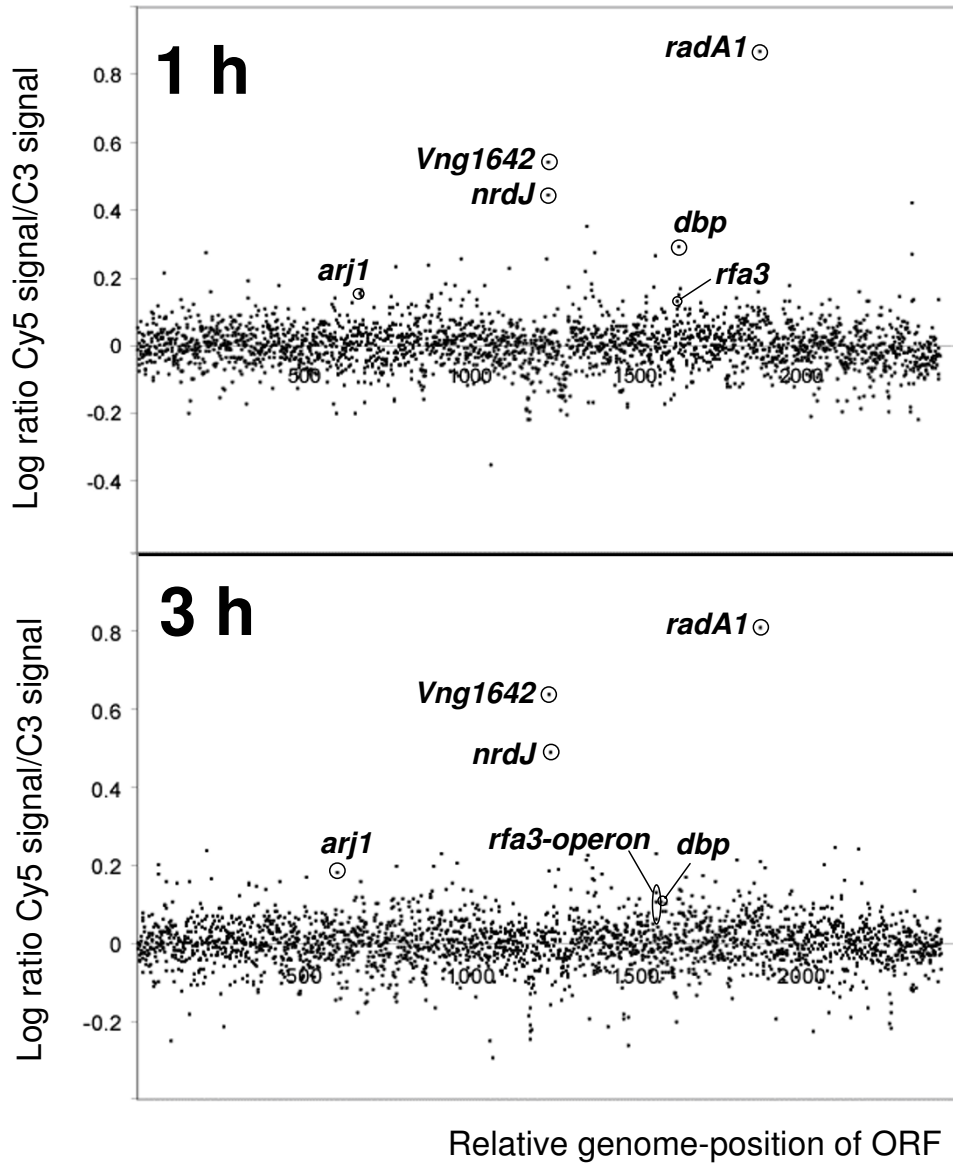 Log ratio Cy5 signal/C3 signal
1 h
0.8
0.6
0.4
0.2
0
-0.2
-0.4
radA1
Vng1642
nrdJ
dbp
arj1
rfa3
500
1000
1500
2000
Log ratio Cy5 signal/C3 signal
3 h
0.8
0.6
0.4
0.2
0
-0.2
radA1
Vng1642
nrdJ
arj1
rfa3-operon
dbp
500
1000
1500
2000
Relative genome-position of ORF